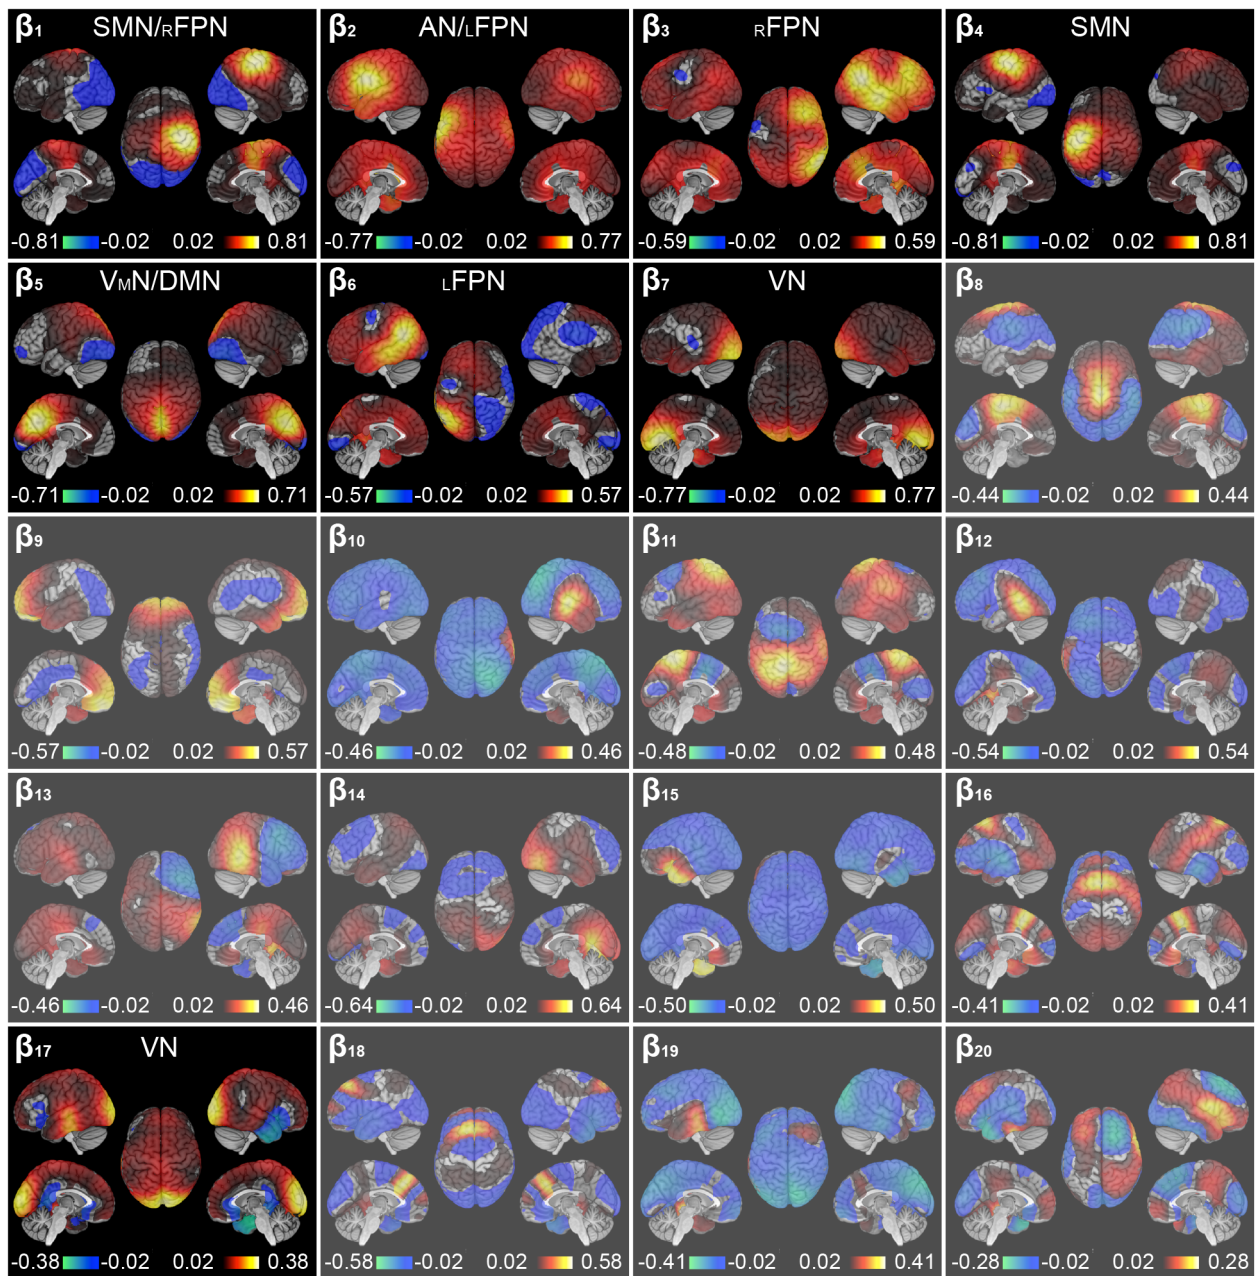 β1 SMN/RFPN
-0.81 -0.02 0.02 0.81
β2 AN/LFPN
-0.77 -0.02 0.02 0.77
β3 RFPN
-0.59 -0.02 0.02 0.59
β4 SMN
-0.81 -0.02 0.02 0.81
β5 VMN/DMN
-0.71 -0.02 0.02 0.71
β6 LFPN
-0.57 -0.02 0.02 0.57
β7 VN
-0.77 -0.02 0.02 0.77
β8
-0.44 -0.02 0.02 0.44
β9
-0.57 -0.02 0.02 0.57
β10
-0.46 -0.02 0.02 0.46
β11
-0.48 -0.02 0.02 0.48
β12
-0.54 -0.02 0.02 0.54
β13
-0.46 -0.02 0.02 0.46
β14
-0.64 -0.02 0.02 0.64
β15
-0.50 -0.02 0.02 0.50
β16
-0.41 -0.02 0.02 0.41
β17 VN
-0.38 -0.02 0.02 0.38
β18
-0.58 -0.02 0.02 0.58
β19
-0.41 -0.02 0.02 0.41
β20
-0.28 -0.02 0.02 0.28